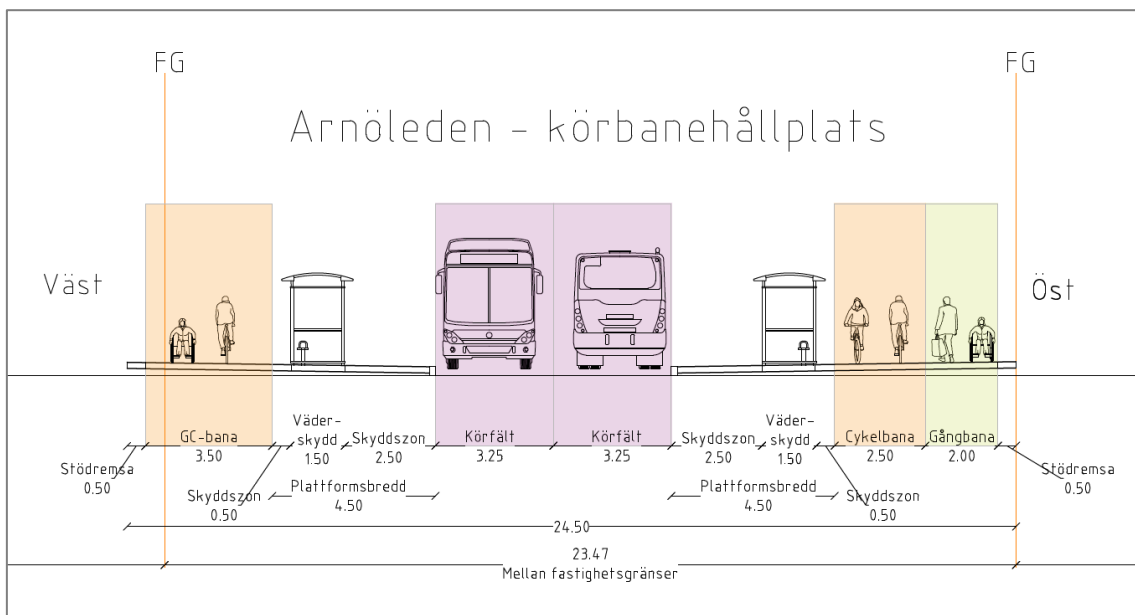 FG
FG
Arnöleden - körbanehållplats
Väst
Öst
GC-bana
3.50
Väder-
skydd
1.50
Skyddszon
2.50
Körfält
3.25
Körfält
3.25
Skyddszon
2.50
Väder-
skydd
1.50
Cykelbana
2.50
Gångbana
2.00
Stödremsa
0.50
Skyddszon
0.50
Plattformsbredd
4.50
Plattformsbredd
4.50
Skyddszon
0.50
Stödremsa
0.50
24.50
23.47
Mellan fastighetsgränser